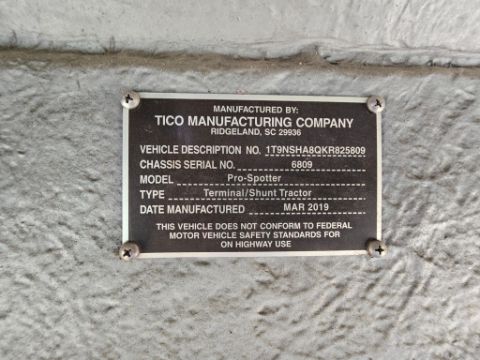 MANUFACTURED BY:
TICO MANUFACTURING COMPANY
RIDGELAND, SC 29936
VEHICLE DESCRIPTION NO. 1T9NSHA8QKR825809
CHASSIS SERIAL NO. 6809
MODEL Pro-Spotter
TYPE Terminal/Shunt Tractor
DATE MANUFACTURED MAR 2019
THIS VEHICLE DOES NOT CONFORM TO FEDERAL
MOTOR VEHICLE SAFETY STANDARDS FOR
ON HIGHWAY USE